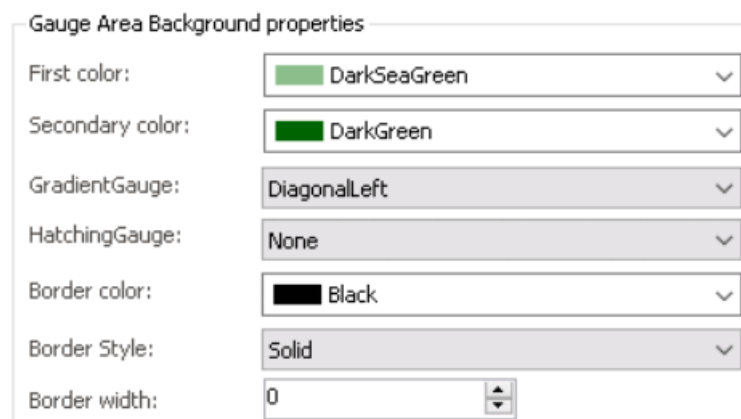 Gauge Area Background properties
First color: DarkSeaGreen
Secondary color: DarkGreen
GradientGauge: DiagonalLeft
HatchingGauge: None
Border color: Black
Border Style: Solid
Border width: 0